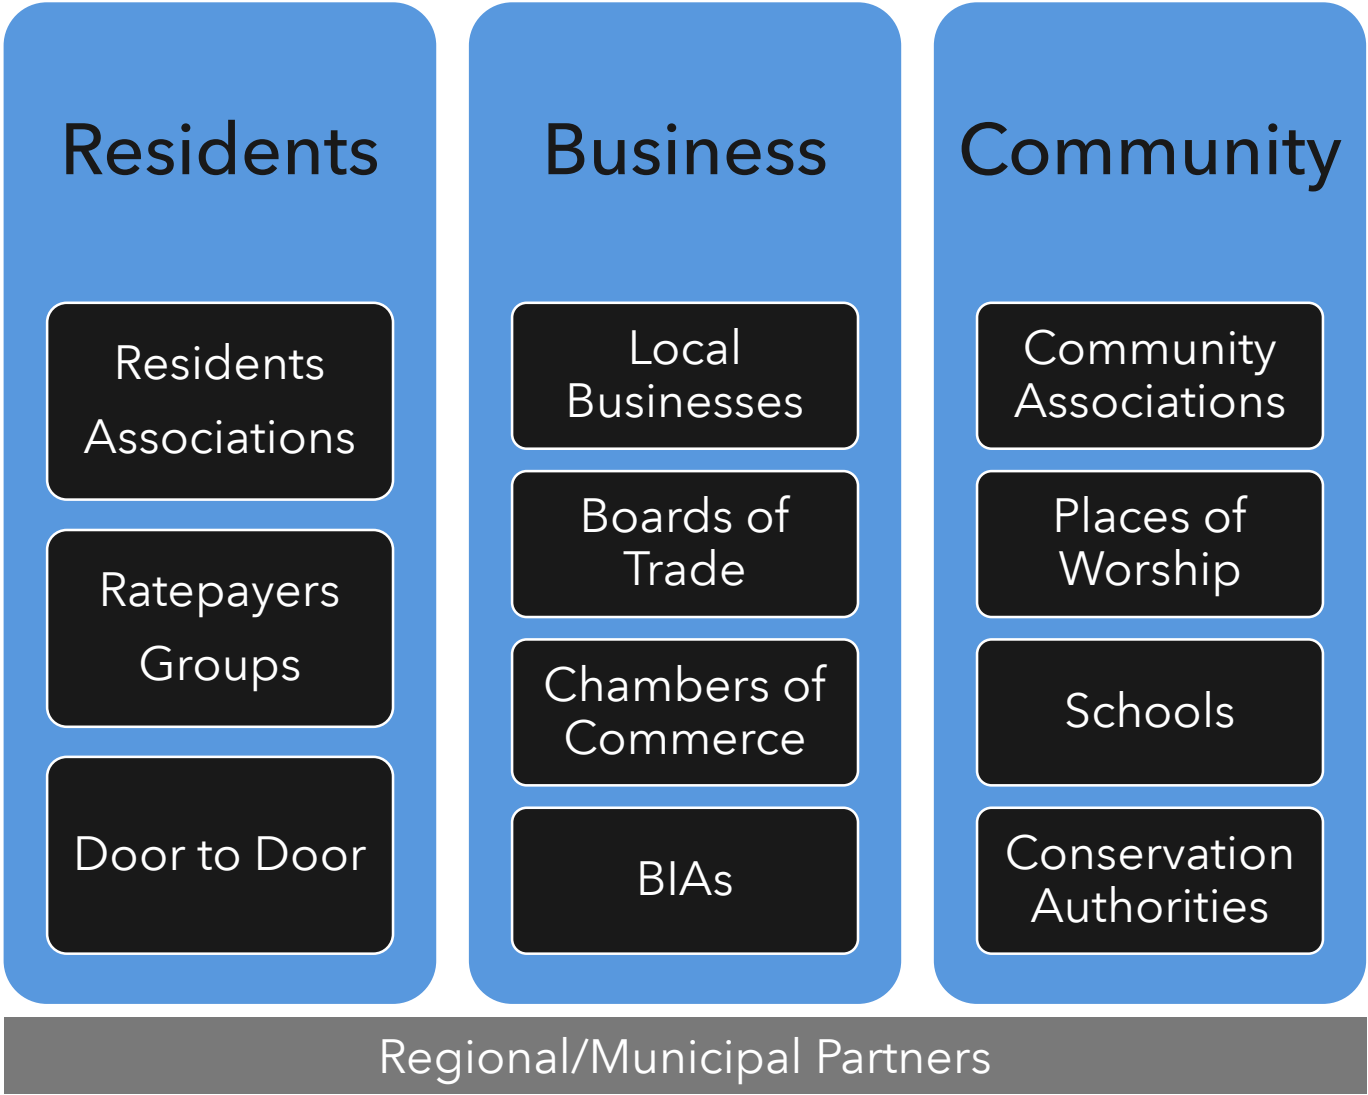 Residents
Residents
Associations
Ratepayers
Groups
Door to Door
Business
Local
Businesses
Boards of
Trade
Chambers of
Commerce
BIAs
Community
Community
Associations
Places of
Worship
Schools
Conservation
Authorities
Regional/Municipal Partners